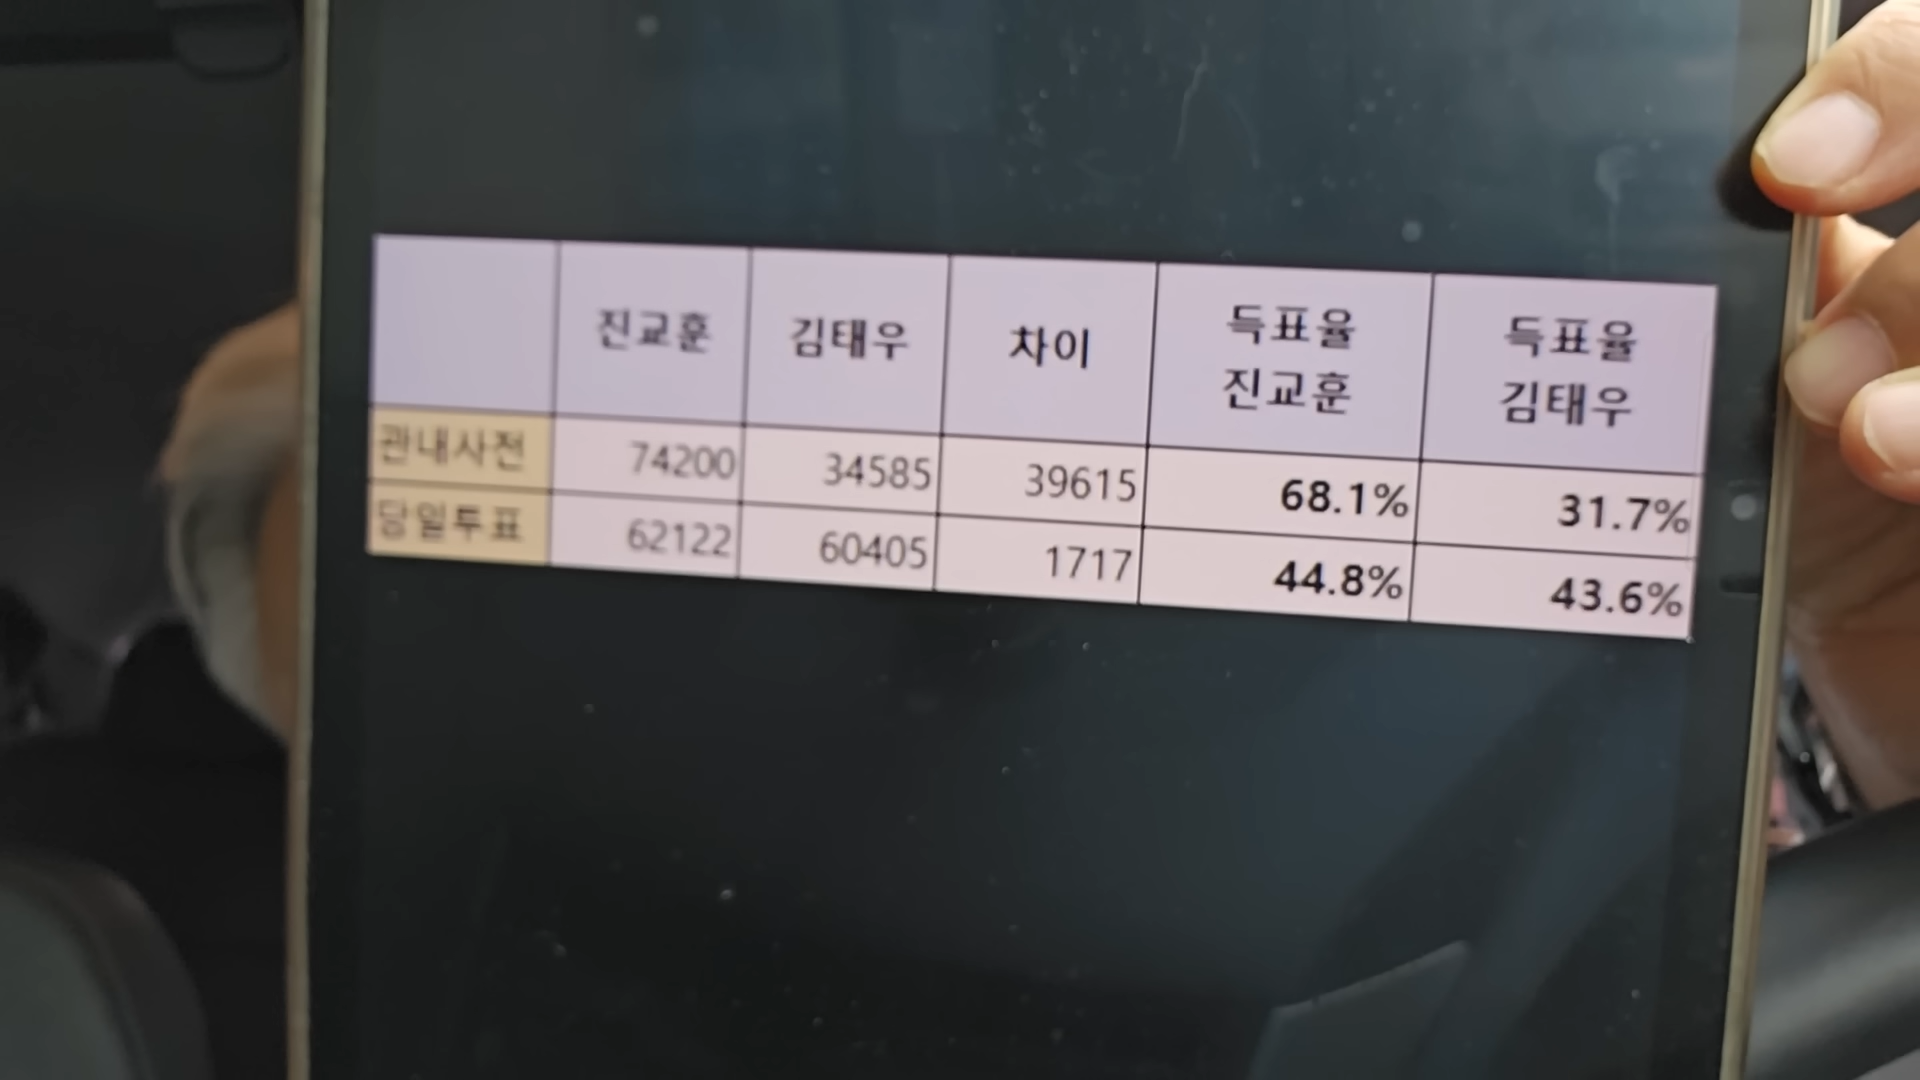 진교훈 김태우 차이 득표율 진교훈 득표율 김태우
관내사전 74200 34585 39615 68.1% 31.7%
당일투표 62122 60405 1717 44.8% 43.6%